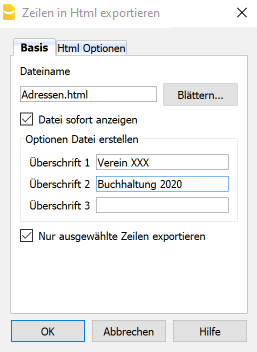 Zeilen in Html exportieren
Basis Html Optionen
Dateiname
Adressen.html Blättern...
Datei sofort anzeigen
Optionen Datei erstellen
Überschrift 1 Verein XXX
Überschrift 2 Buchhaltung 2020
Überschrift 3
Nur ausgewählte Zeilen exportieren
OK Abbrechen Hilfe